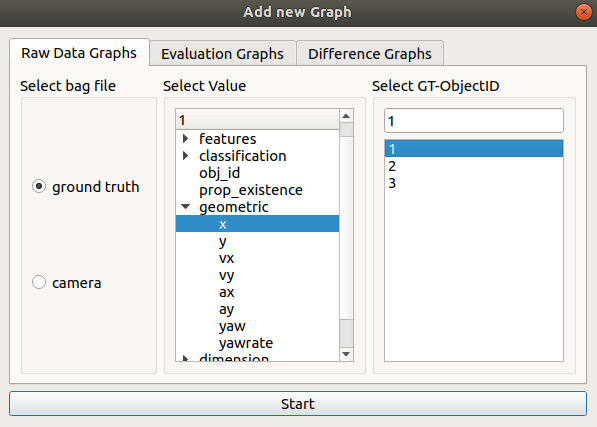 Add new Graph
Raw Data Graphs
Evaluation Graphs
Difference Graphs
Select bag file
ground truth
camera
Select Value
1
features
classification
obj_id
prop_existence
geometric
x
y
vx
vy
ax
ay
yaw
yawrate
dimension
Select GT-ObjectID
1
1
2
3
Start